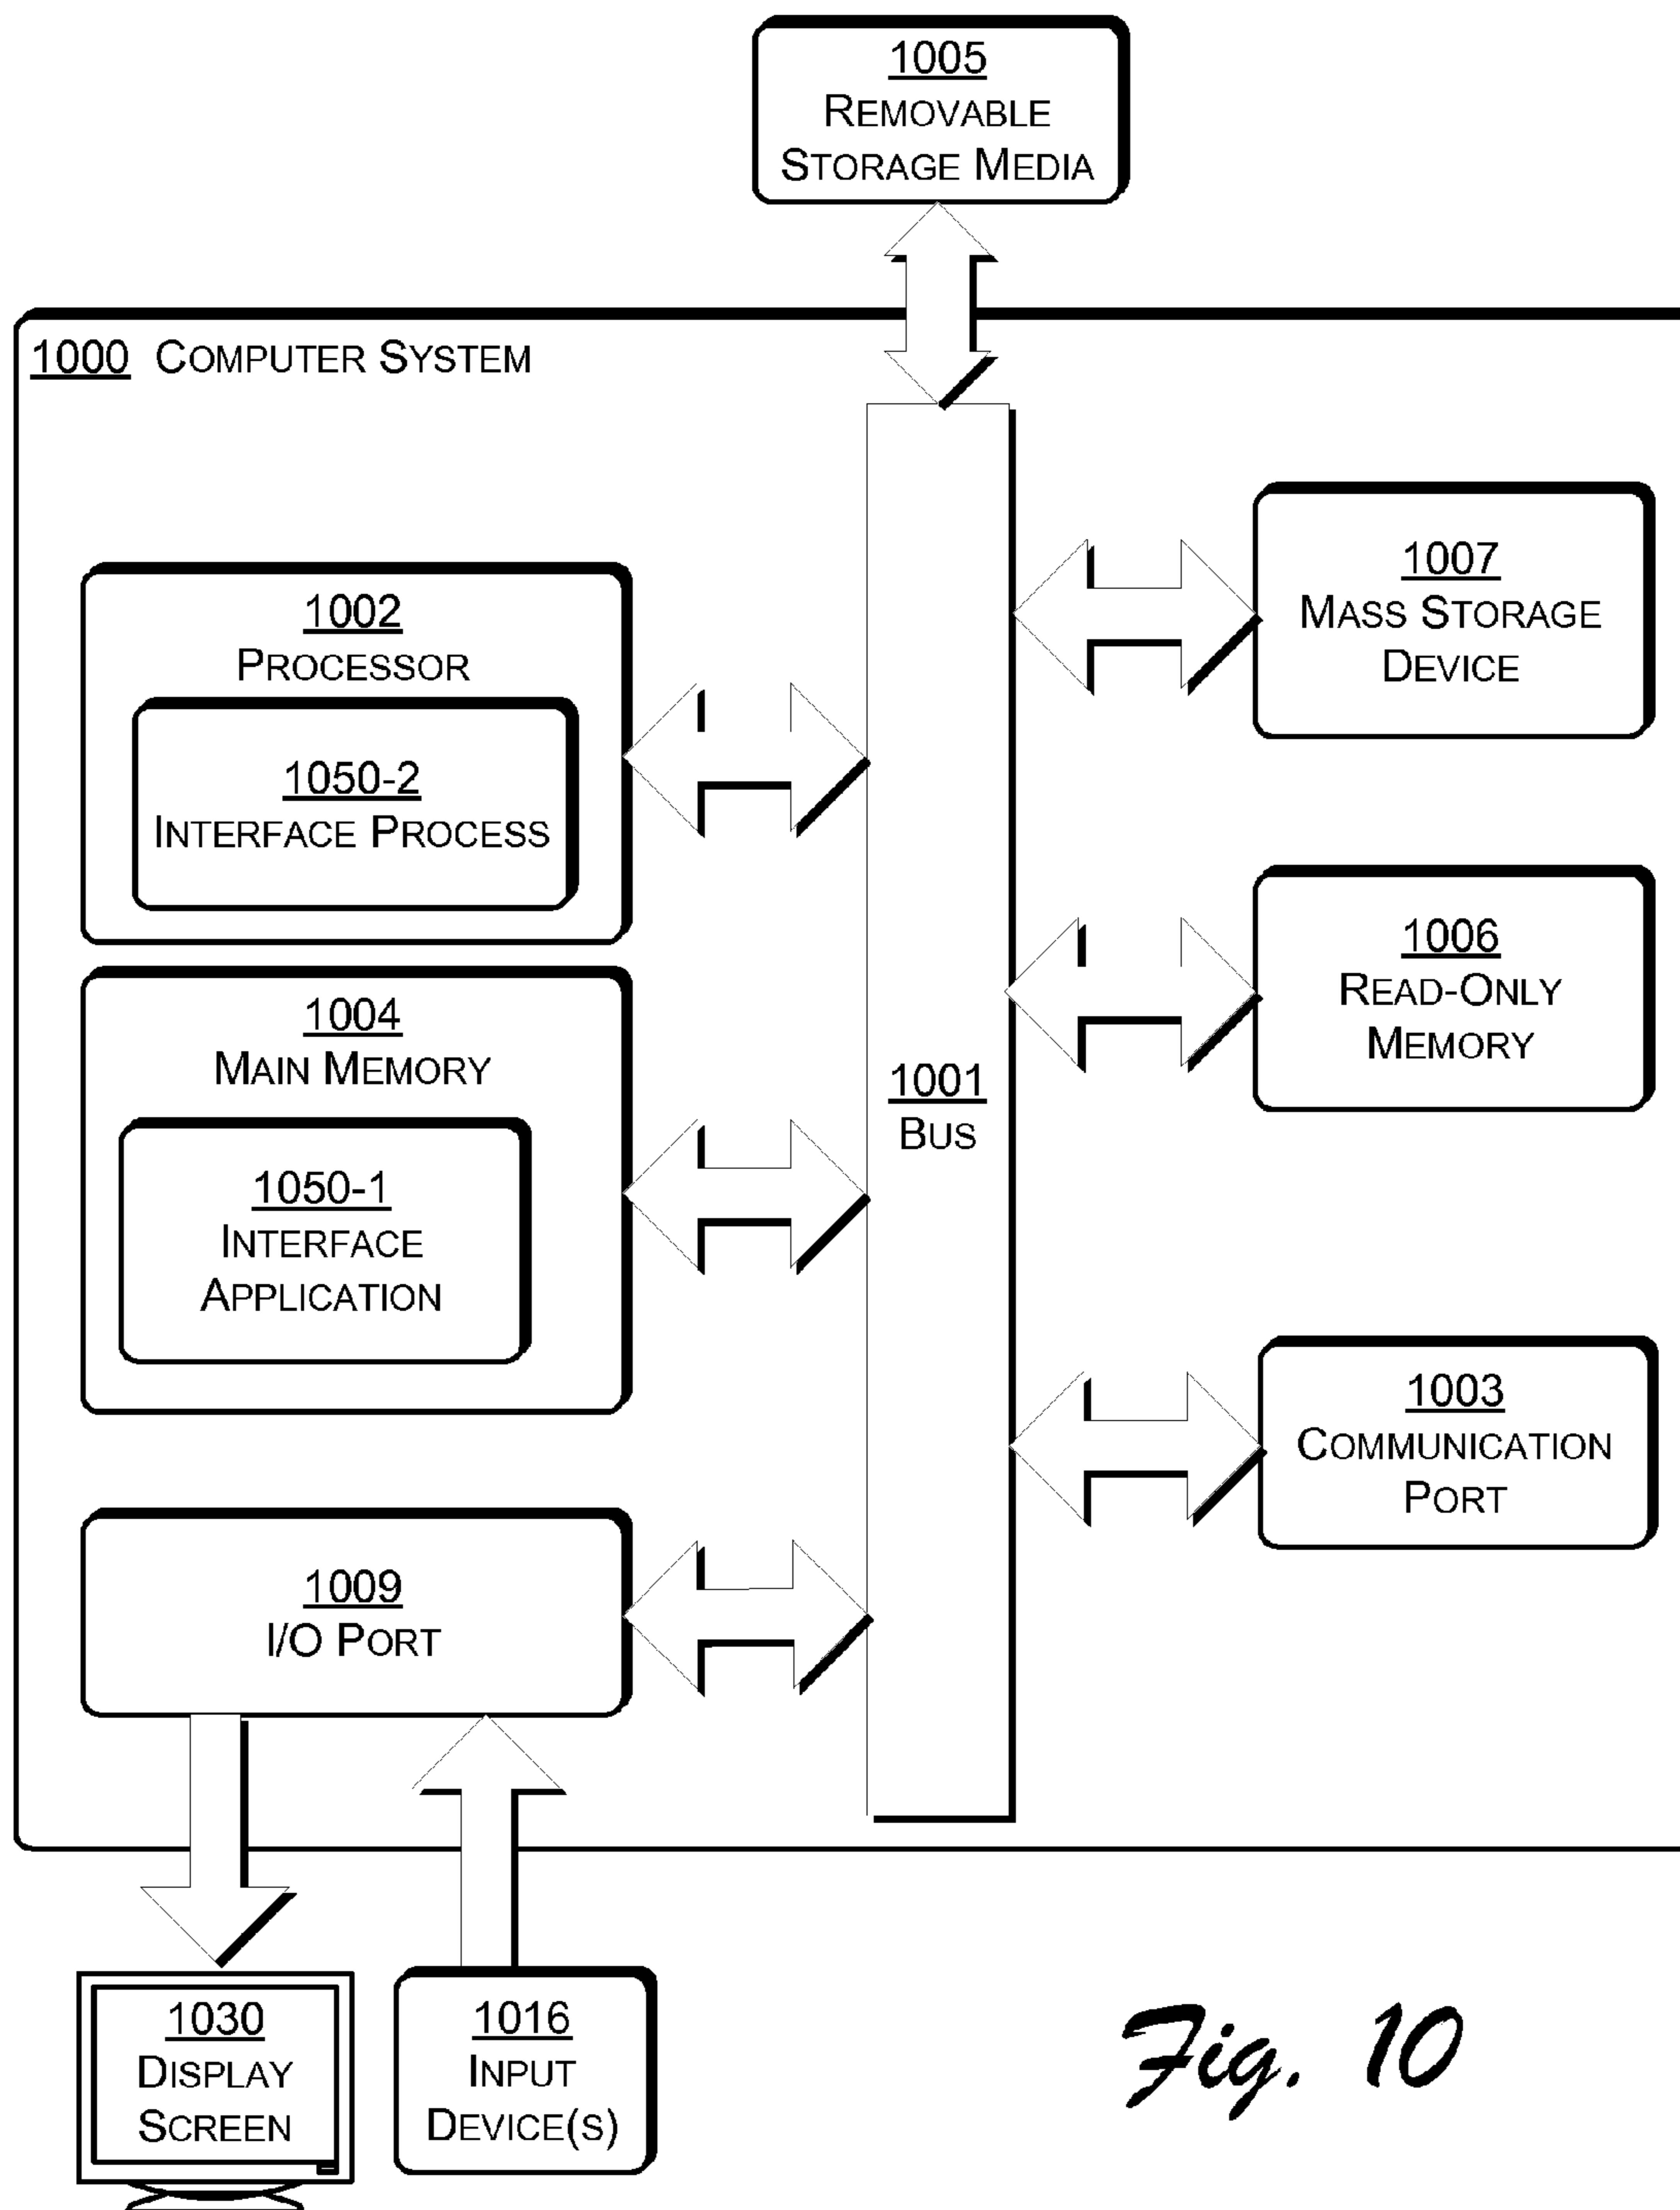 1005
REMOVABLE
STORAGE MEDIA
1000 COMPUTER SYSTEM
1002
PROCESSOR
1050-2
INTERFACE PROCESS
1004
MAIN MEMORY
1050-1
INTERFACE
APPLICATION
1009
I/O PORT
1001
BUS
1007
MASS STORAGE
DEVICE
1006
READ-ONLY
MEMORY
1003
COMMUNICATION
PORT
1030
DISPLAY
SCREEN
1016
INPUT
DEVICE(S)
Fig. 10